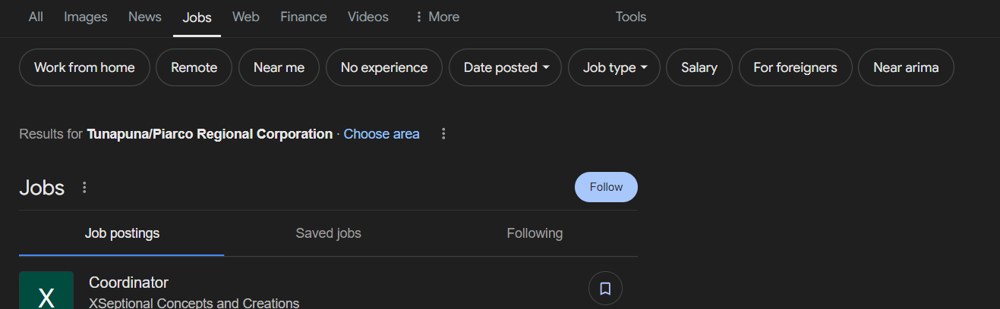 All Images News Jobs Web Finance Videos More Tools
Work from home Remote Near me No experience Date posted Job type Salary For foreigners Near arima
Results for Tunapuna/Piarco Regional Corporation · Choose area
Jobs Follow
Job postings Saved jobs Following
X Coordinator
XSeptional Concepts and Creations